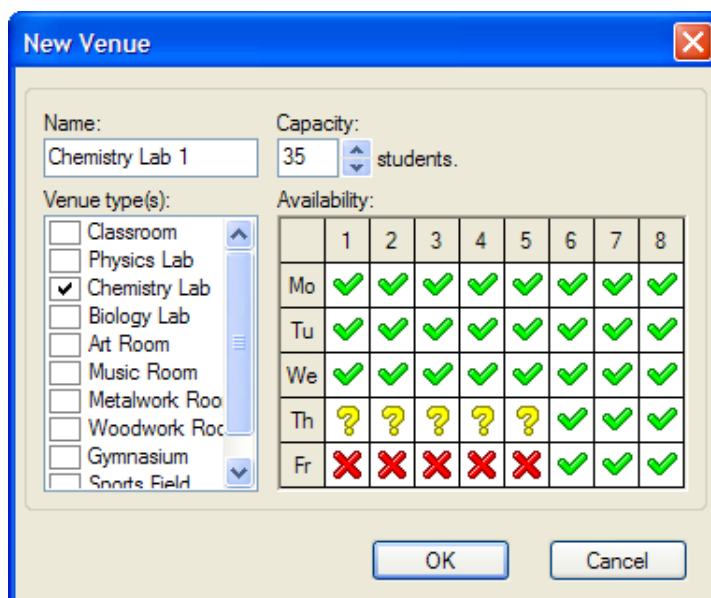 New Venue
Name:
Chemistry Lab 1
Capacity:
35 students.
Venue type(s):
Classroom
Physics Lab
Chemistry Lab
Biology Lab
Art Room
Music Room
Metalwork Roo
Woodwork Roo
Gymnasium
Sports Field
Availability:
1 2 3 4 5 6 7 8
Mo
Tu
We
Th
Fr
OK
Cancel